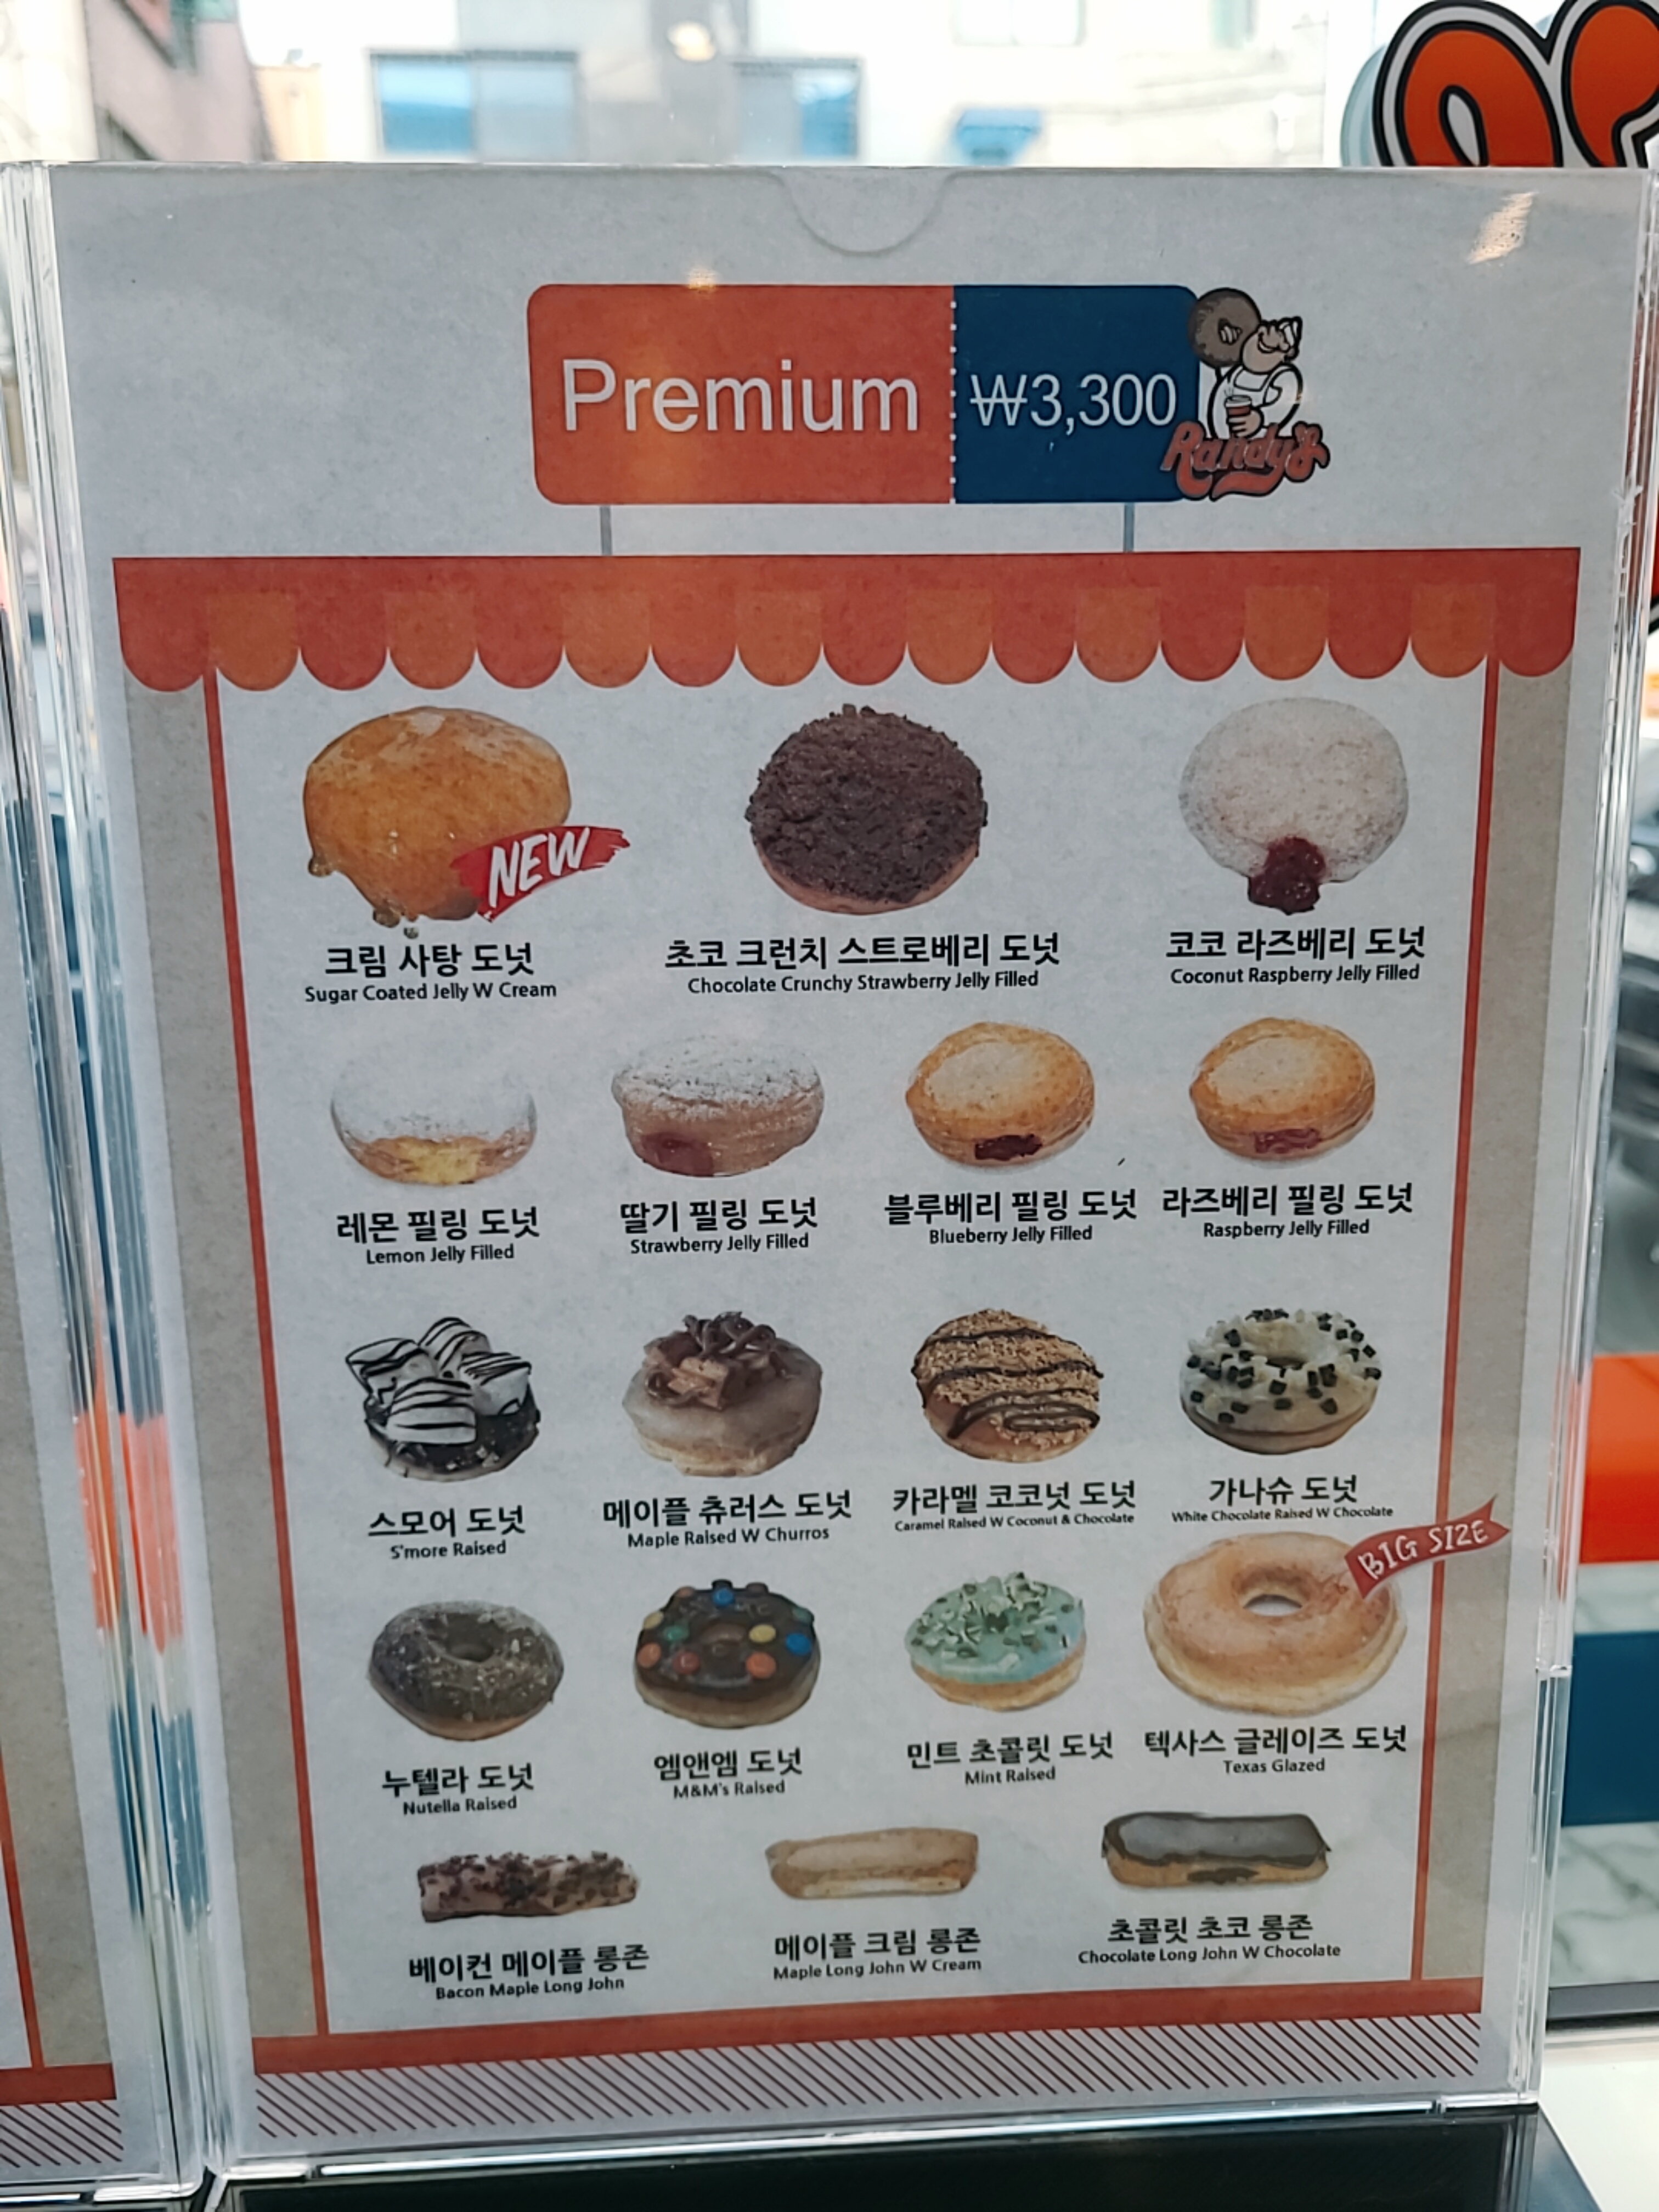 Premium ₩3,300
Randy's
NEW
크림 사탕 도넛
Sugar Coated Jelly W Cream
초코 크런치 스트로베리 도넛
Chocolate Crunchy Strawberry Jelly Filled
코코 라즈베리 도넛
Coconut Raspberry Jelly Filled
레몬 필링 도넛
Lemon Jelly Filled
딸기 필링 도넛
Strawberry Jelly Filled
블루베리 필링 도넛
Blueberry Jelly Filled
라즈베리 필링 도넛
Raspberry Jelly Filled
스모어 도넛
S'more Raised
메이플 츄러스 도넛
Maple Raised W Churros
카라멜 코코넛 도넛
Caramel Raised W Coconut & Chocolate
가나슈 도넛
White Chocolate Raised W Chocolate
누텔라 도넛
Nutella Raised
엠앤엠 도넛
M&M's Raised
민트 초콜릿 도넛
Mint Raised
BIG SIZE
텍사스 글레이즈 도넛
Texas Glazed
베이컨 메이플 롱존
Bacon Maple Long John
메이플 크림 롱존
Maple Long John W Cream
초콜릿 초코 롱존
Chocolate Long John W Chocolate